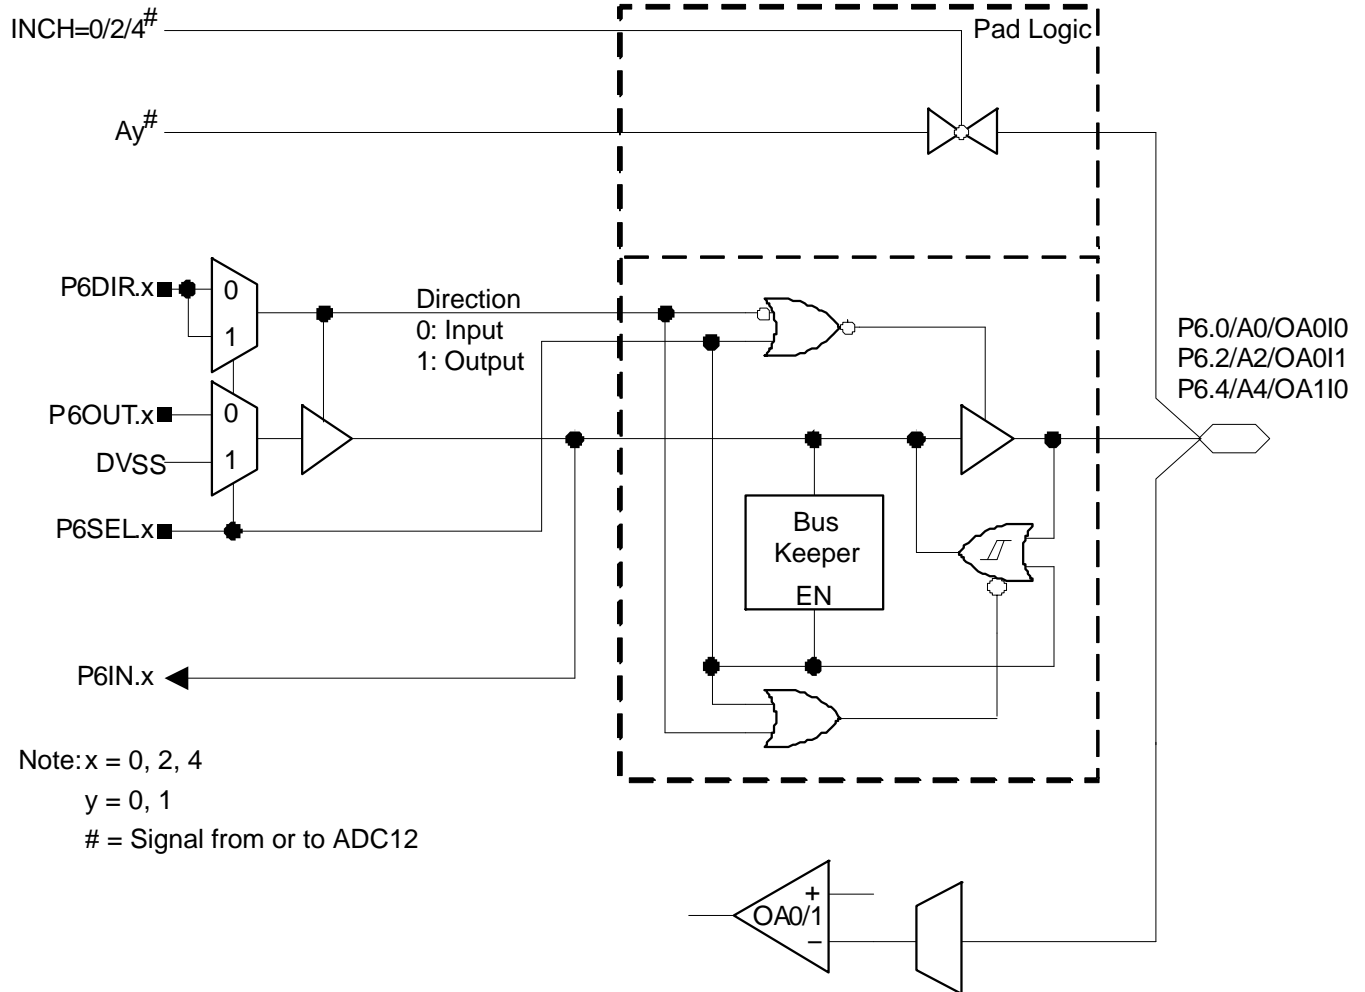 INCH=0/2/4#
Pad Logic
Ay#
P6DIR.x
0
1
Direction
0: Input
1: Output
P6.0/A0/OA0I0
P6.2/A2/OA0I1
P6.4/A4/OA1I0
P6OUT.x
0
DVSS
1
P6SEL.x
Bus
Keeper
EN
P6IN.x
Note: x = 0, 2, 4
y = 0, 1
# = Signal from or to ADC12
+
OA0/1
−